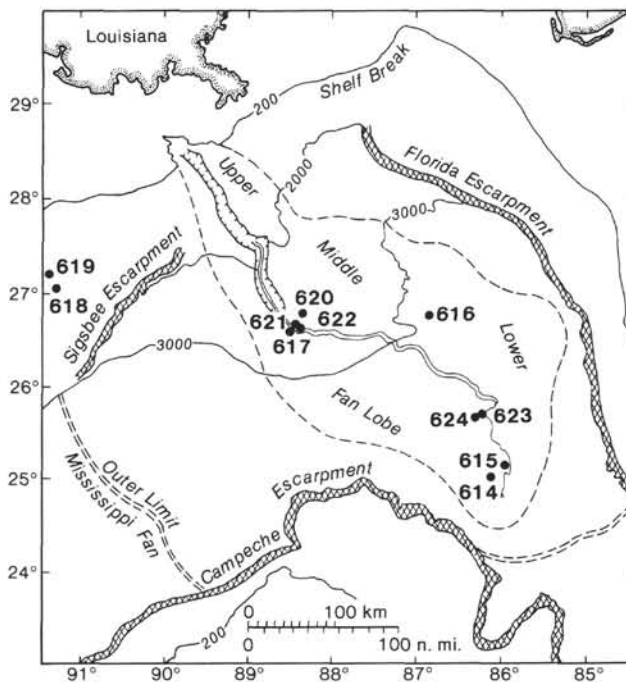 Louisiana
29°
28°
27°
26°
25°
24°
200
Shelf Break
Upper
2000
Florida Escarpment
3000
Middle
Sigsbee Escarpment
619
618
620
621
622
617
616
Lower
3000
Fan Lobe
624
623
615
614
Outer Limit
Mississippi Fan
Escarpment
Campeche
200
0 100 km
0 100 n. mi.
91° 90° 89° 88° 87° 86° 85°